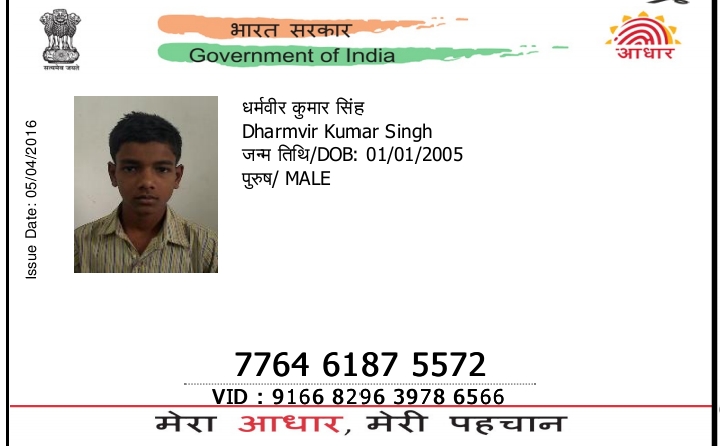 भारत सरकार
Government of India
सत्यमेव जयते
आधार
Issue Date: 05/04/2016
धर्मवीर कुमार सिंह
Dharmvir Kumar Singh
जन्म तिथि/DOB: 01/01/2005
पुरुष/ MALE
7764 6187 5572
VID : 9166 8296 3978 6566
मेरा आधार, मेरी पहचान